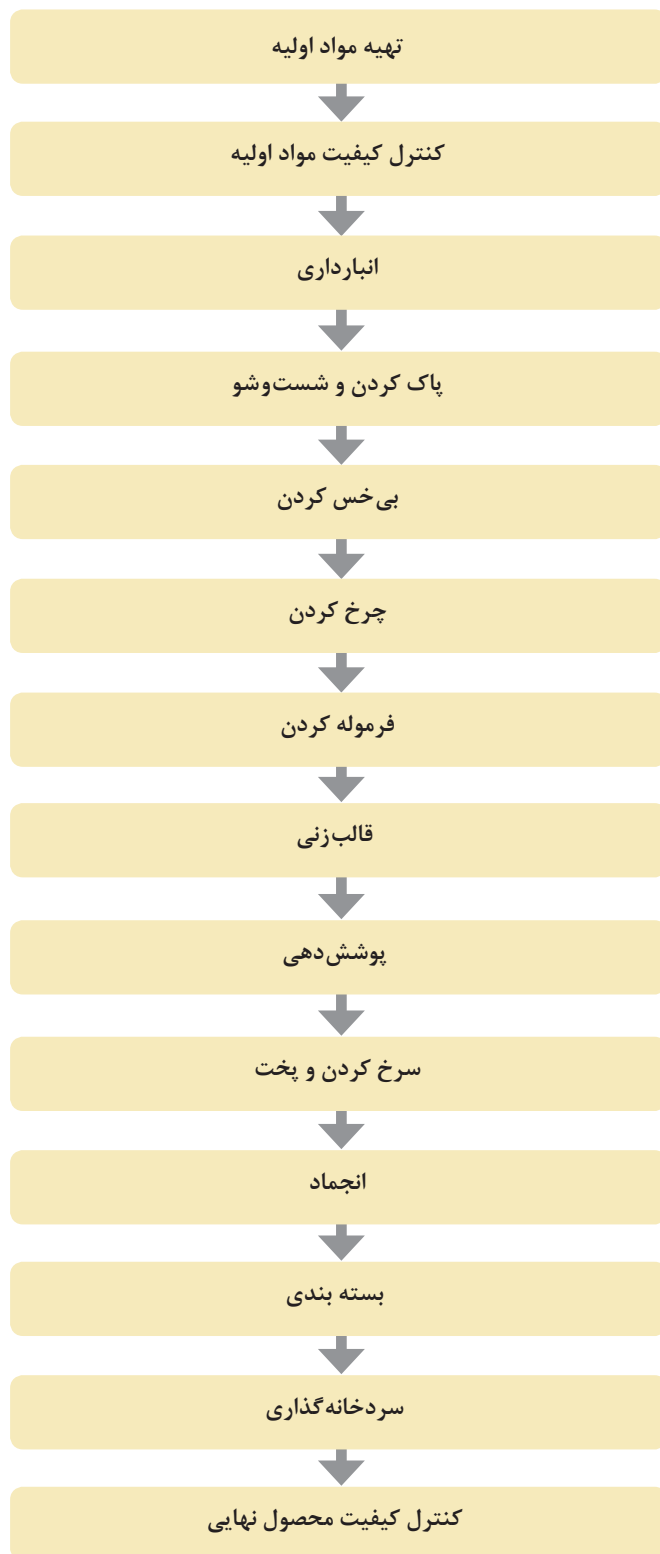 تهیه مواد اولیه
کنترل کیفیت مواد اولیه
انبارداری
پاک کردن و شست‌وشو
بی‌خس کردن
چرخ کردن
فرموله کردن
قالب‌زنی
پوشش‌دهی
سرخ کردن و پخت
انجماد
بسته بندی
سردخانه‌گذاری
کنترل کیفیت محصول نهایی